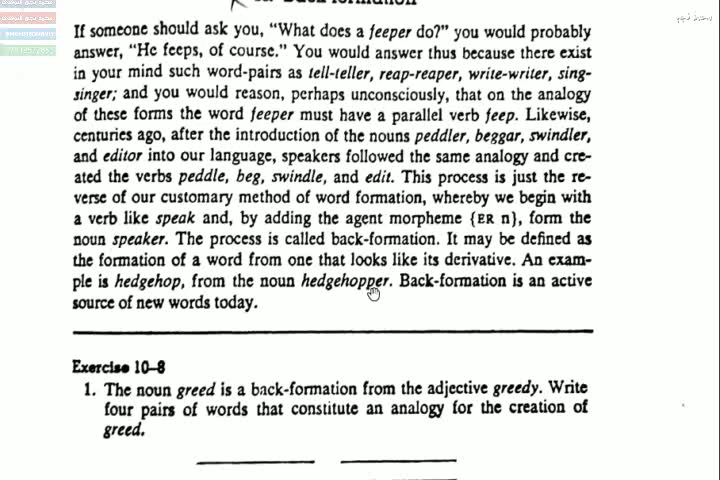 If someone should ask you, "What does a feeper do?" you would probably
answer, "He feeps, of course." You would answer thus because there exist
in your mind such word-pairs as tell-teller, reap-reaper, write-writer, sing-
singer; and you would reason, perhaps unconsciously, that on the analogy
of these forms the word feeper must have a parallel verb feep. Likewise,
centuries ago, after the introduction of the nouns peddler, beggar, swindler,
and editor into our language, speakers followed the same analogy and cre-
ated the verbs peddle, beg, swindle, and edit. This process is just the re-
verse of our customary method of word formation, whereby we begin with
a verb like speak and, by adding the agent morpheme {ER n}, form the
noun speaker. The process is called back-formation. It may be defined as
the formation of a word from one that looks like its derivative. An exam-
ple is hedgehop, from the noun hedgehopper. Back-formation is an active
source of new words today.
Exercise 10–8
1. The noun greed is a back-formation from the adjective greedy. Write
four pairs of words that constitute an analogy for the creation of
greed.